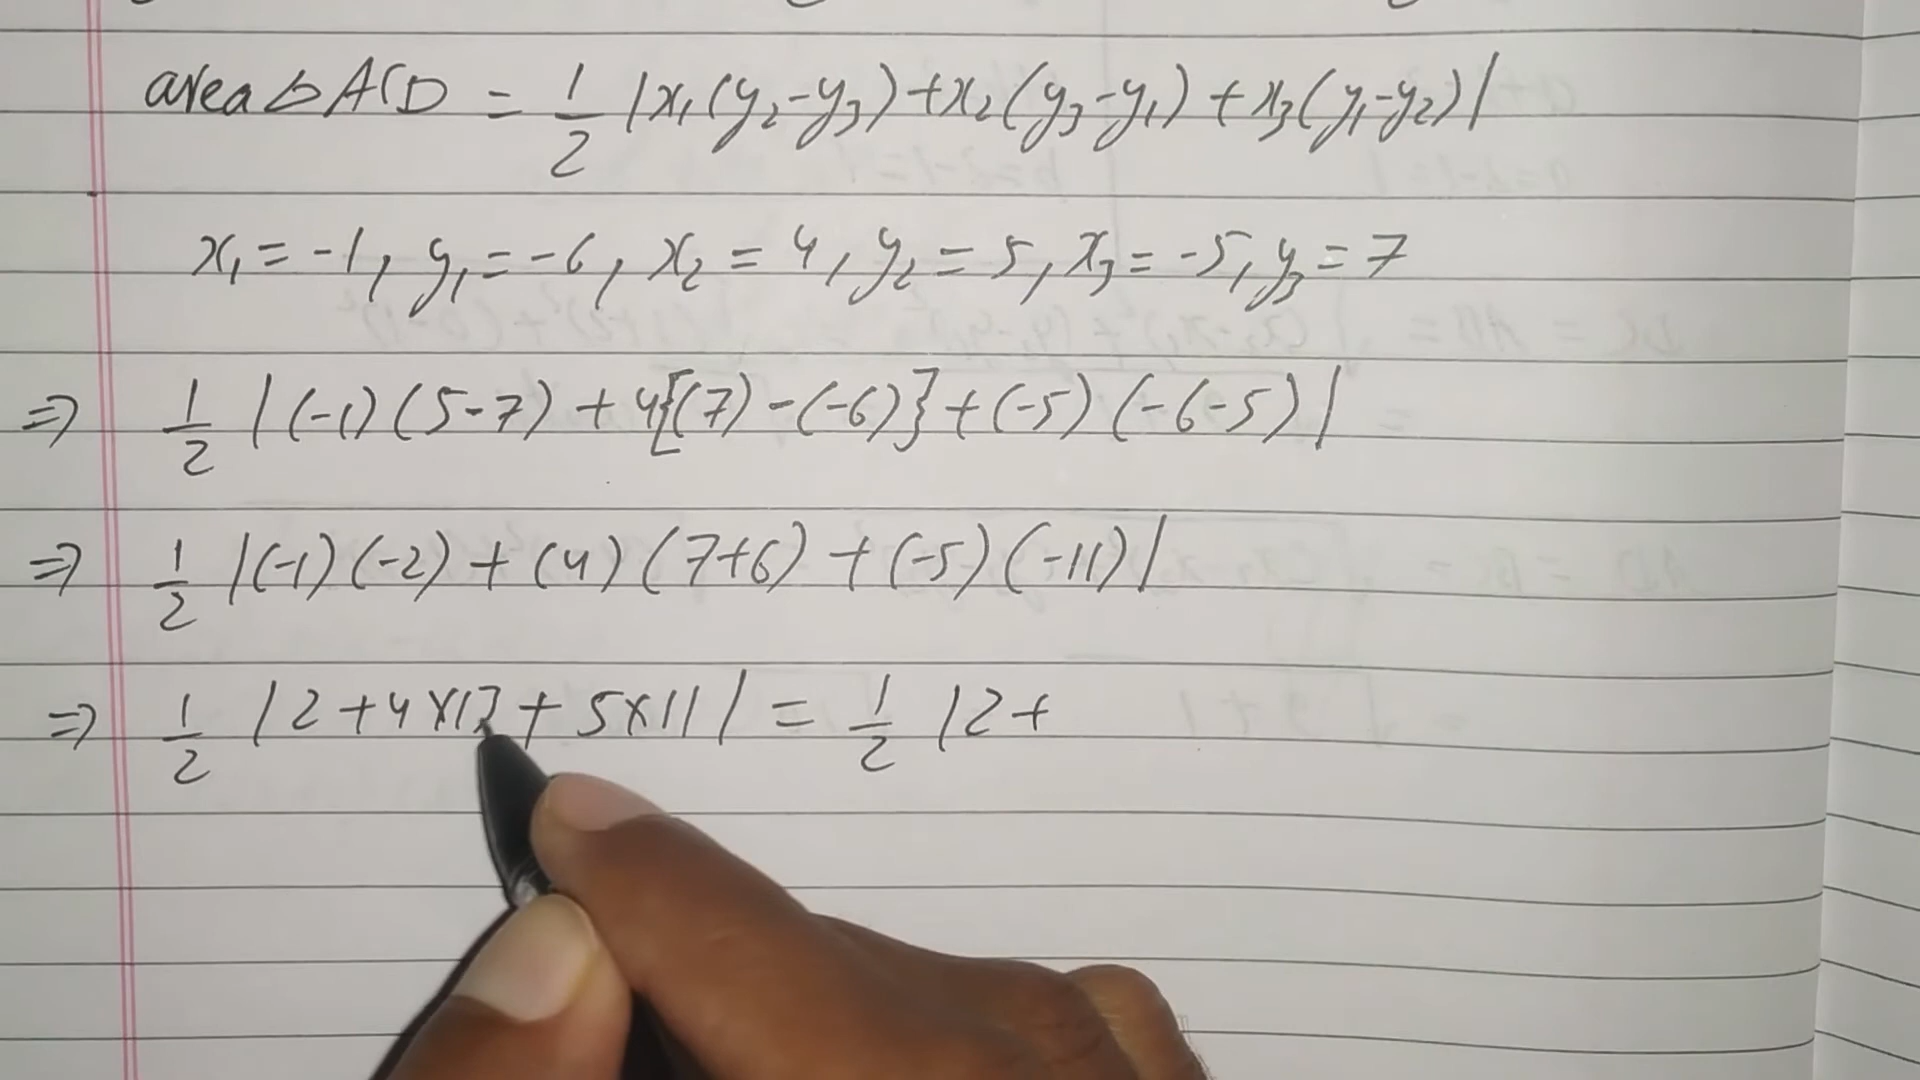 area △ ACD = 1/2 |x₁(y₂-y₃)+x₂(y₃-y₁)+x₃(y₁-y₂)|
x₁=-1, y₁=-6, x₂=4, y₂=5, x₃=-5, y₃=7
⇒ 1/2 |(-1)(5-7)+4{(7)-(-6)}+(-5)(-6-5)|
⇒ 1/2 |(-1)(-2)+(4)(7+6)+(-5)(-11)|
⇒ 1/2 |2+4×13+5×11| = 1/2 |2+